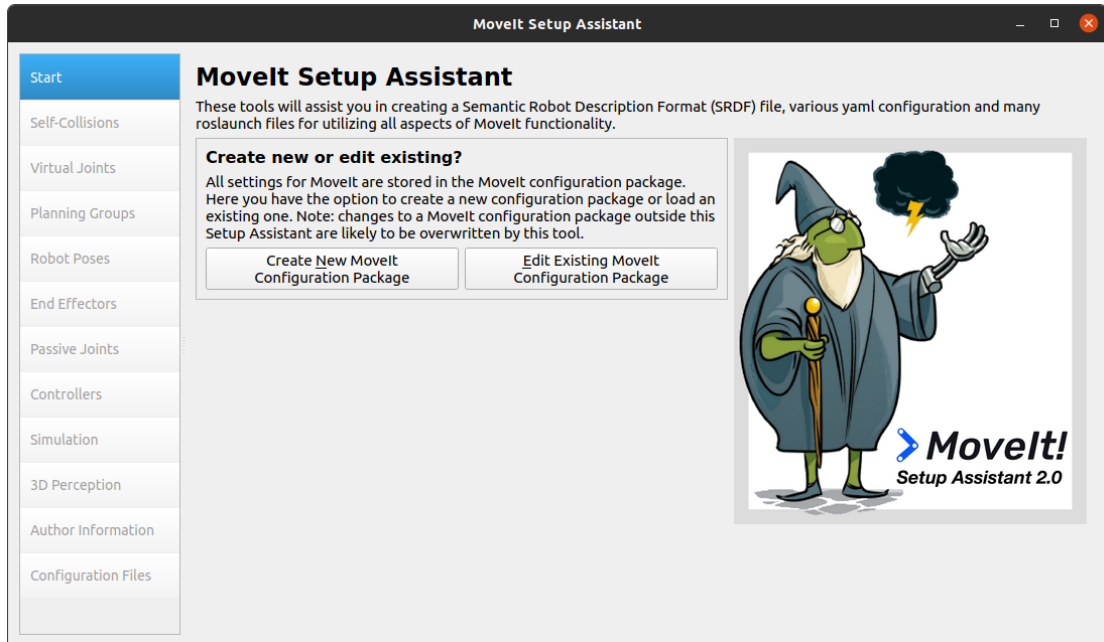 MoveIt Setup Assistant
Start
Self-Collisions
Virtual Joints
Planning Groups
Robot Poses
End Effectors
Passive Joints
Controllers
Simulation
3D Perception
Author Information
Configuration Files
MoveIt Setup Assistant
These tools will assist you in creating a Semantic Robot Description Format (SRDF) file, various yaml configuration and many
roslaunch files for utilizing all aspects of MoveIt functionality.
Create new or edit existing?
All settings for MoveIt are stored in the MoveIt configuration package.
Here you have the option to create a new configuration package or load an
existing one. Note: changes to a MoveIt configuration package outside this
Setup Assistant are likely to be overwritten by this tool.
Create New MoveIt
Configuration Package
Edit Existing MoveIt
Configuration Package
MoveIt!
Setup Assistant 2.0